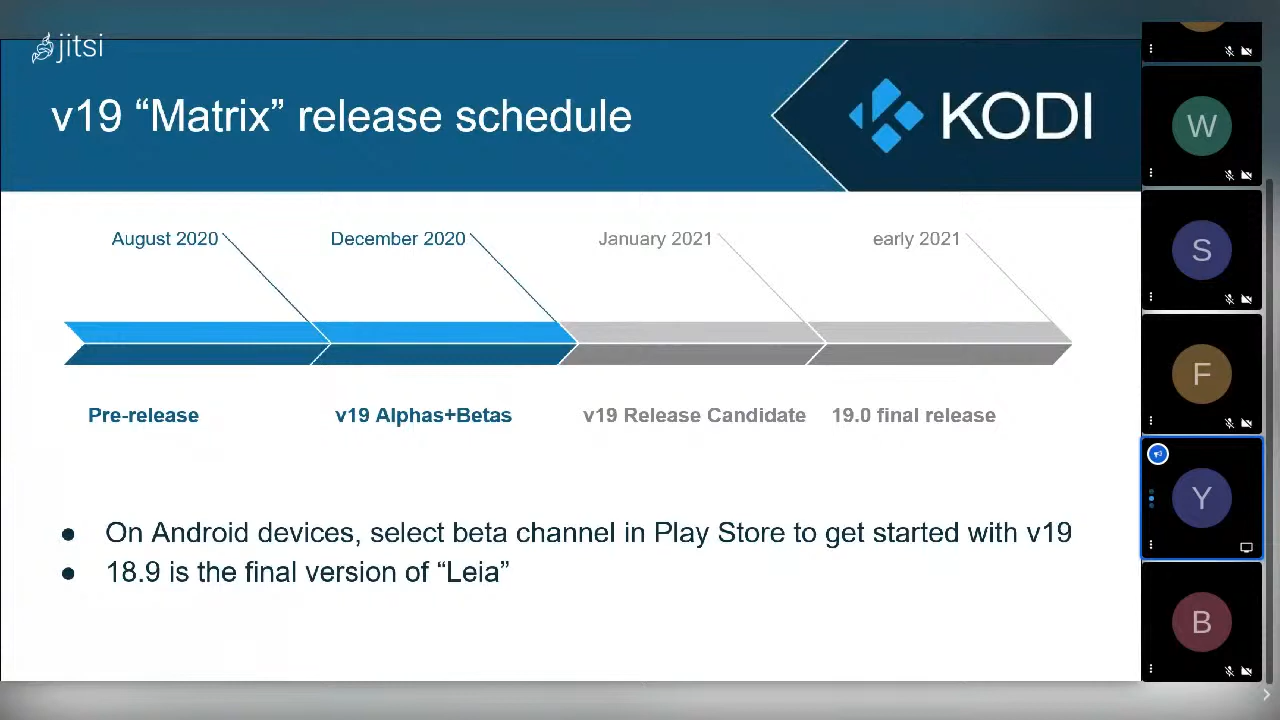 jitsi
v19 “Matrix” release schedule
KODI
August 2020
December 2020
January 2021
early 2021
Pre-release
v19 Alphas+Betas
v19 Release Candidate
19.0 final release
● On Android devices, select beta channel in Play Store to get started with v19
● 18.9 is the final version of “Leia”
W
S
F
Y
B